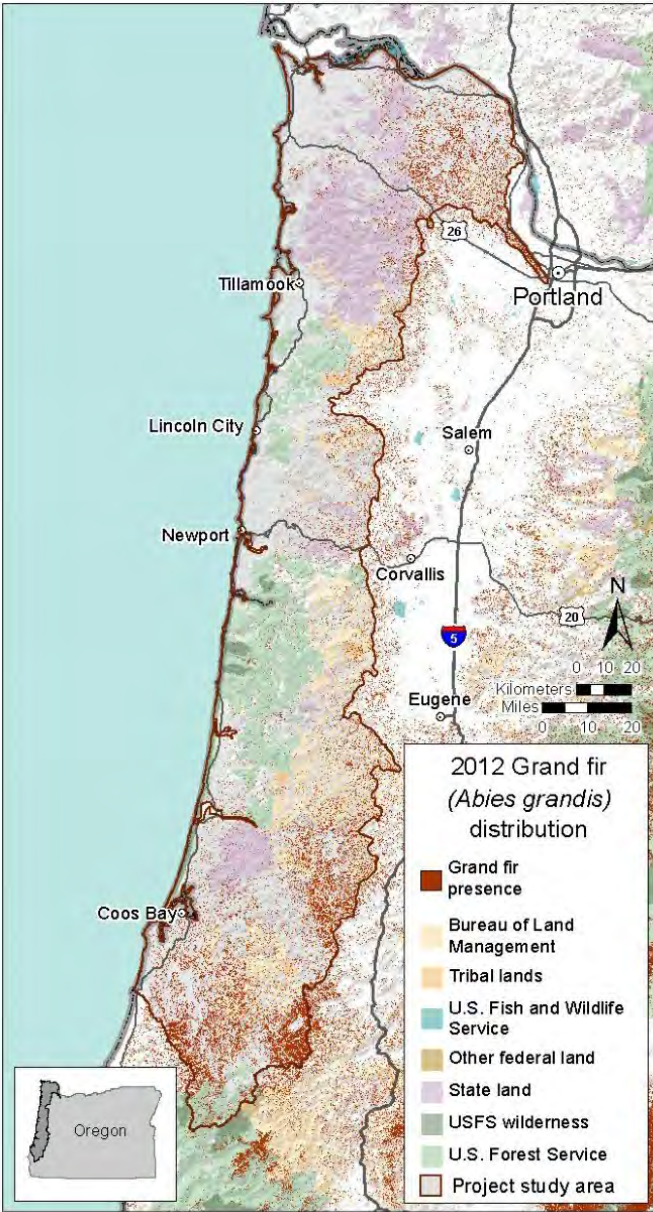 26
Tillamook
Portland
Lincoln City
Salem
Newport
Corvallis
N
20
5
0 10 20
Kilometers
Miles
0 10 20
Eugene
2012 Grand fir
(Abies grandis)
distribution
Grand fir
presence
Coos Bay
Bureau of Land
Management
Tribal lands
U.S. Fish and Wildlife
Service
Other federal land
State land
USFS wilderness
U.S. Forest Service
Project study area
Oregon